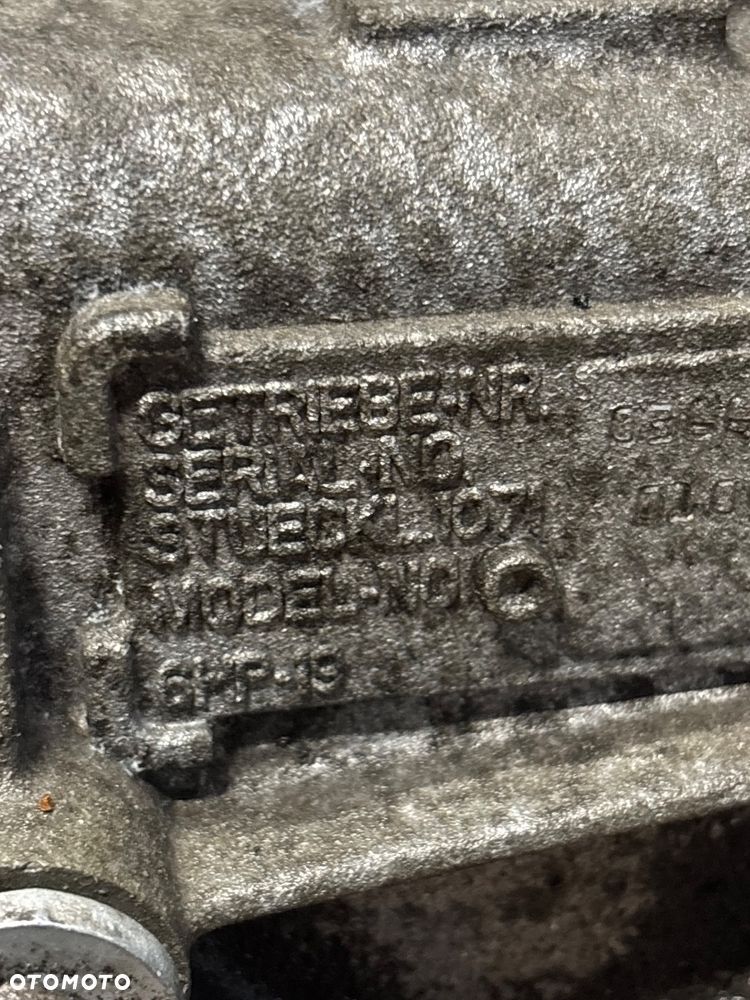 GETRIEBE-NR.
SERIAL-NO.
STUECKL.1071
MODEL-NO.
6HP-19
OTOMOTO